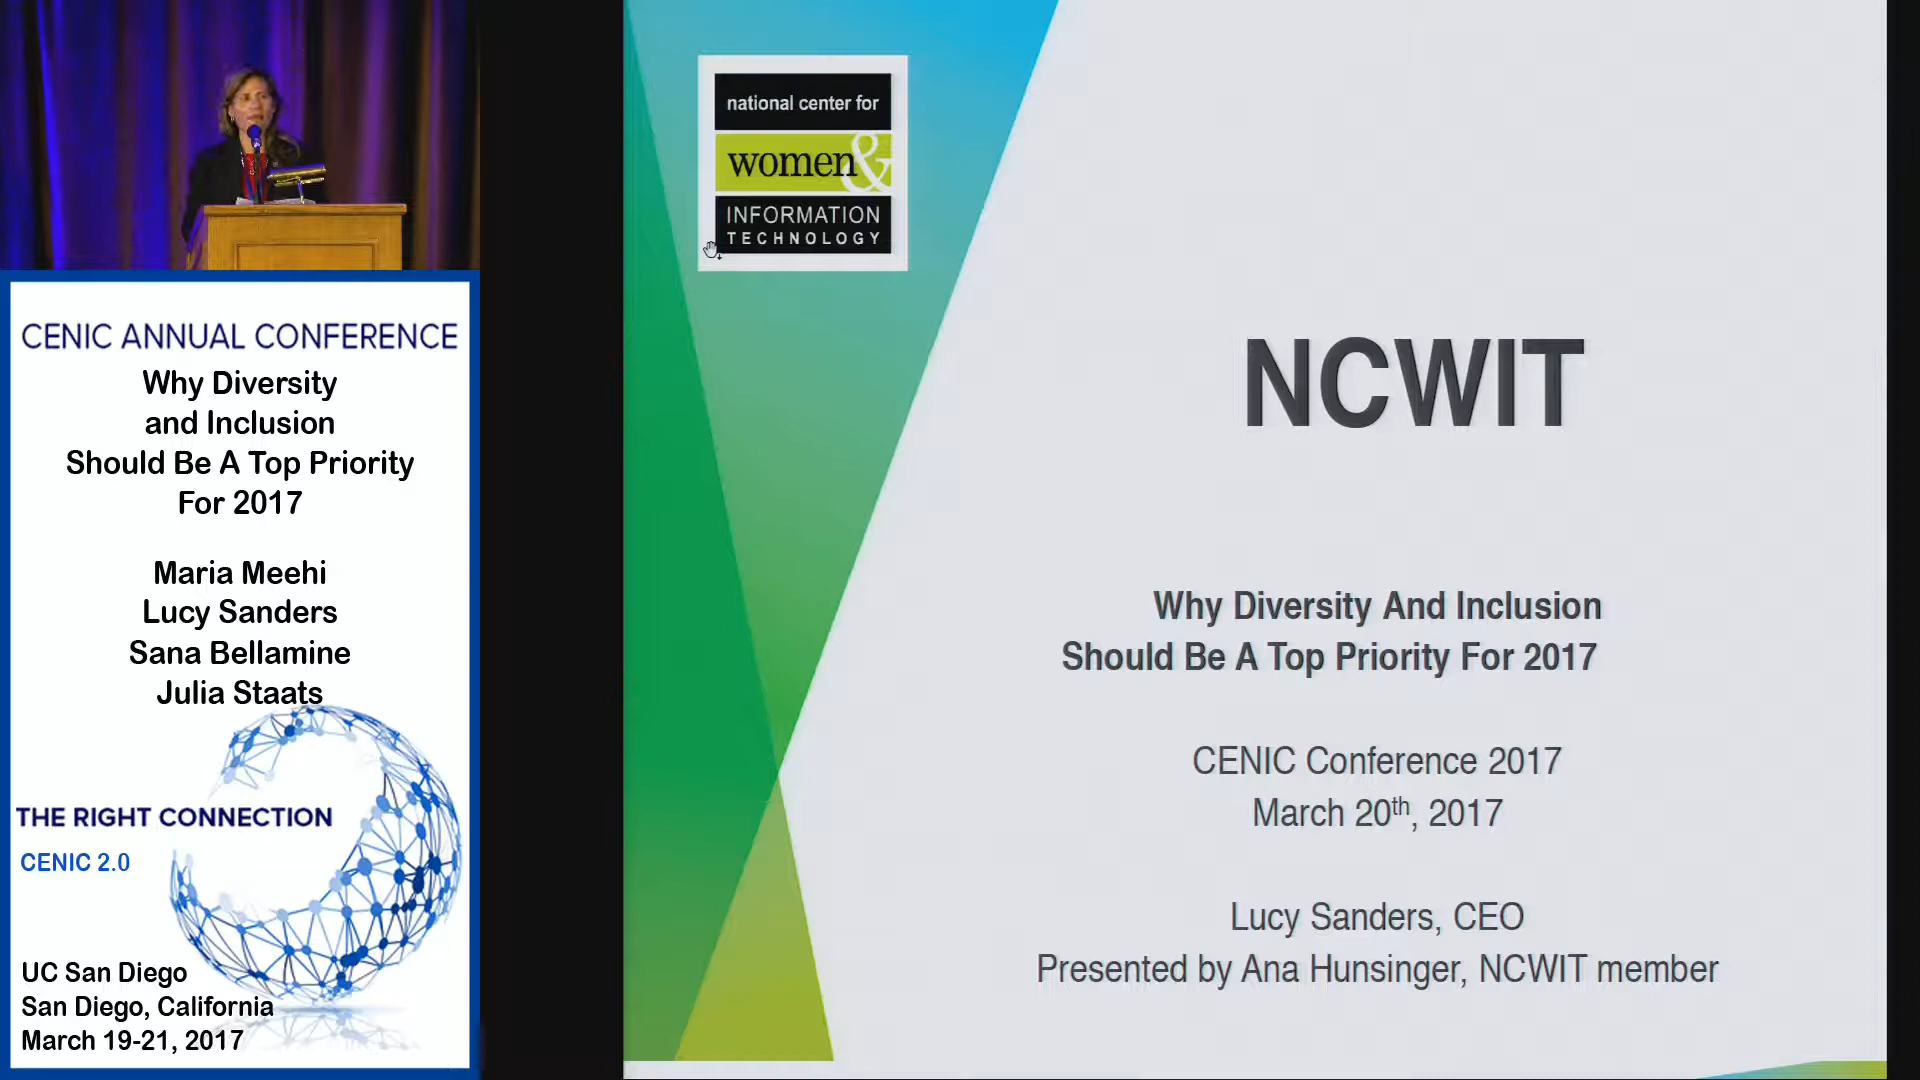 CENIC ANNUAL CONFERENCE
Why Diversity
and Inclusion
Should Be A Top Priority
For 2017
Maria Meehi
Lucy Sanders
Sana Bellamine
Julia Staats
THE RIGHT CONNECTION
CENIC 2.0
UC San Diego
San Diego, California
March 19-21, 2017
national center for
women&
INFORMATION
TECHNOLOGY
NCWIT
Why Diversity And Inclusion
Should Be A Top Priority For 2017
CENIC Conference 2017
March 20th, 2017
Lucy Sanders, CEO
Presented by Ana Hunsinger, NCWIT member